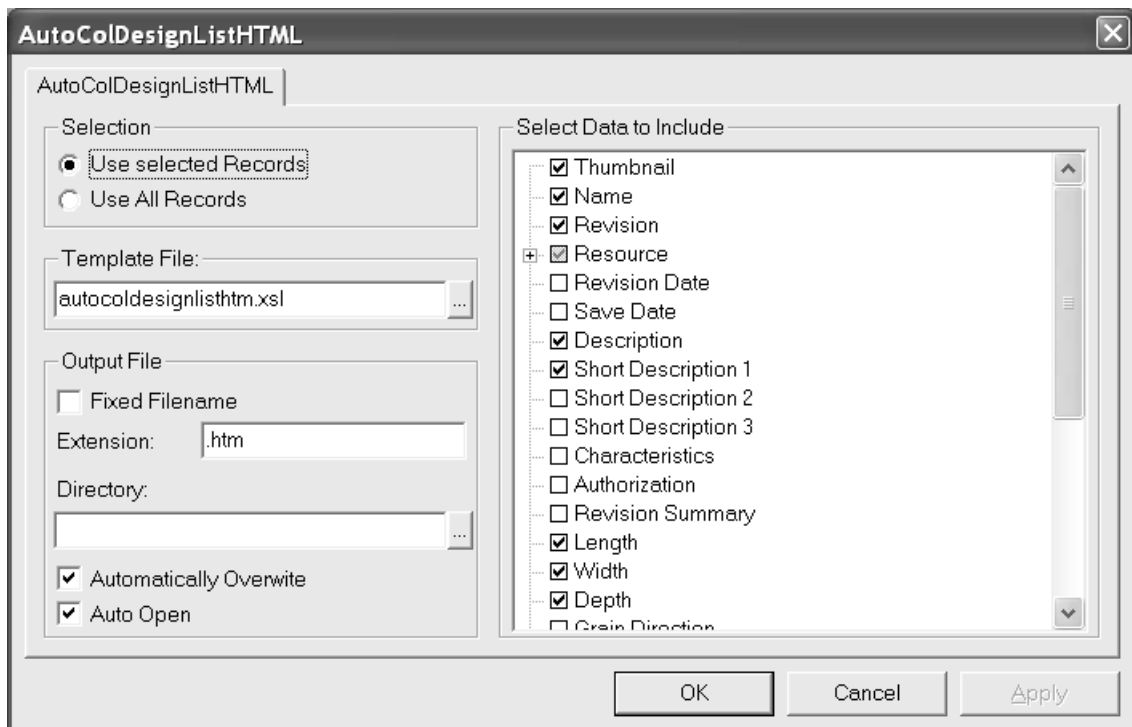 AutoColDesignListHTML
AutoColDesignListHTML
Selection
Use selected Records
Use All Records
Template File:
autocoldesignlisthtm.xsl
...
Output File
Fixed Filename
Extension:
.htm
Directory:
...
Automatically Overwite
Auto Open
Select Data to Include
Thumbnail
Name
Revision
Resource
Revision Date
Save Date
Description
Short Description 1
Short Description 2
Short Description 3
Characteristics
Authorization
Revision Summary
Length
Width
Depth
Grain Direction
OK
Cancel
Apply